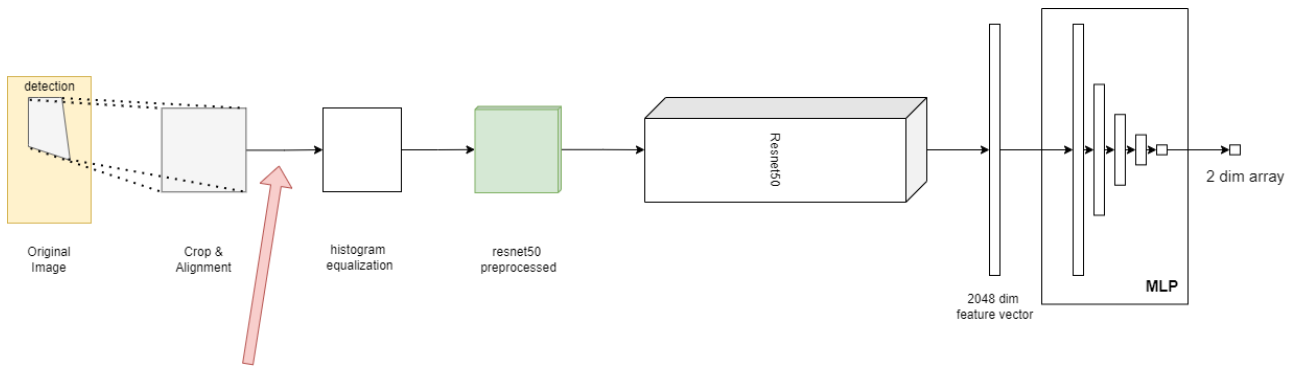 detection
Original
Image
Crop &
Alignment
histogram
equalization
resnet50
preprocessed
Resnet50
2048 dim
feature vector
MLP
2 dim array